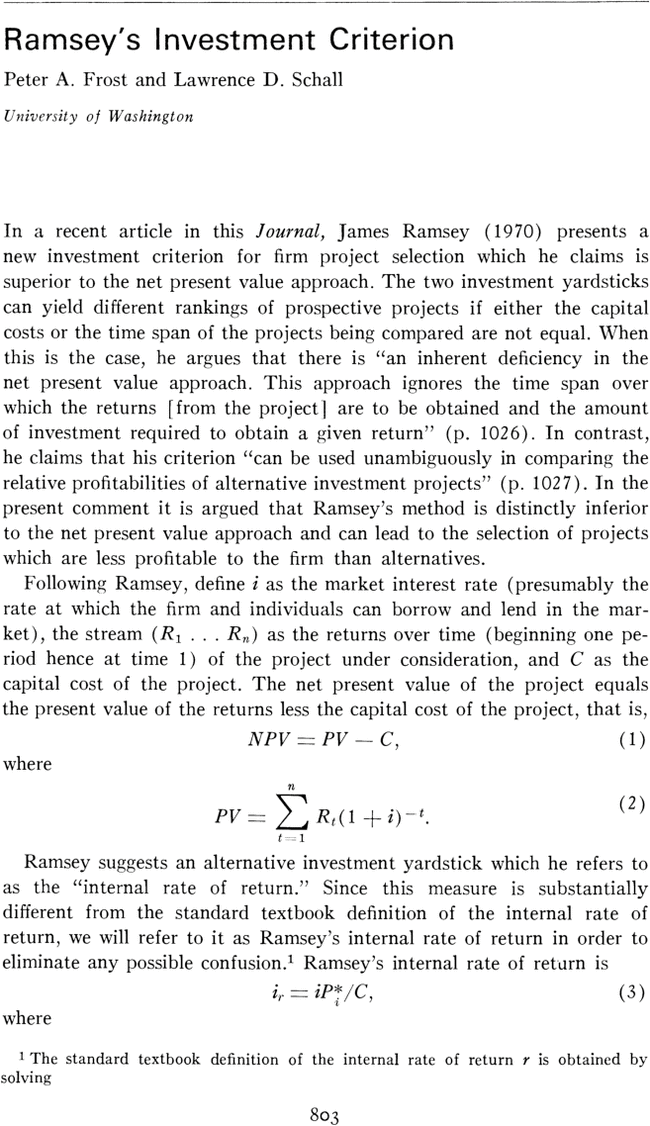 Ramsey's Investment Criterion
Peter A. Frost and Lawrence D. Schall
University of Washington
In a recent article in this Journal, James Ramsey (1970) presents a
new investment criterion for firm project selection which he claims is
superior to the net present value approach. The two investment yardsticks
can yield different rankings of prospective projects if either the capital
costs or the time span of the projects being compared are not equal. When
this is the case, he argues that there is "an inherent deficiency in the
net present value approach. This approach ignores the time span over
which the returns [from the project] are to be obtained and the amount
of investment required to obtain a given return" (p. 1026). In contrast,
he claims that his criterion "can be used unambiguously in comparing the
relative profitabilities of alternative investment projects" (p. 1027). In the
present comment it is argued that Ramsey's method is distinctly inferior
to the net present value approach and can lead to the selection of projects
which are less profitable to the firm than alternatives.
Following Ramsey, define i as the market interest rate (presumably the
rate at which the firm and individuals can borrow and lend in the mar-
ket), the stream (R₁ . . . Rₙ) as the returns over time (beginning one pe-
riod hence at time 1) of the project under consideration, and C as the
capital cost of the project. The net present value of the project equals
the present value of the returns less the capital cost of the project, that is,
NPV = PV — C, (1)
where
PV = ∑ₜ₌₁ⁿ Rₜ(1 + i)⁻ᵗ. (2)
Ramsey suggests an alternative investment yardstick which he refers to
as the "internal rate of return." Since this measure is substantially
different from the standard textbook definition of the internal rate of
return, we will refer to it as Ramsey's internal rate of return in order to
eliminate any possible confusion.¹ Ramsey's internal rate of return is
iᵣ = iP*ᵢ/C, (3)
where
¹ The standard textbook definition of the internal rate of return r is obtained by
solving
803